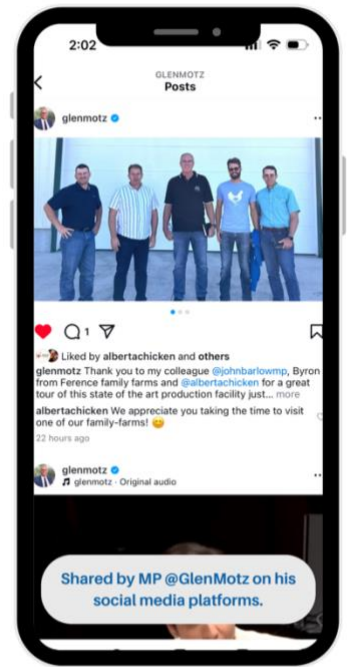 2:02
GLENMOTZ
Posts
glenmotz
1
Liked by albertachicken and others
glenmotz Thank you to my colleague @johnbarlowmp, Byron
from Ference family farms and @albertachicken for a great
tour of this state of the art production facility just... more
albertachicken We appreciate you taking the time to visit
one of our family-farms! 😊
22 hours ago
glenmotz
glenmotz · Original audio
Shared by MP @GlenMotz on his
social media platforms.